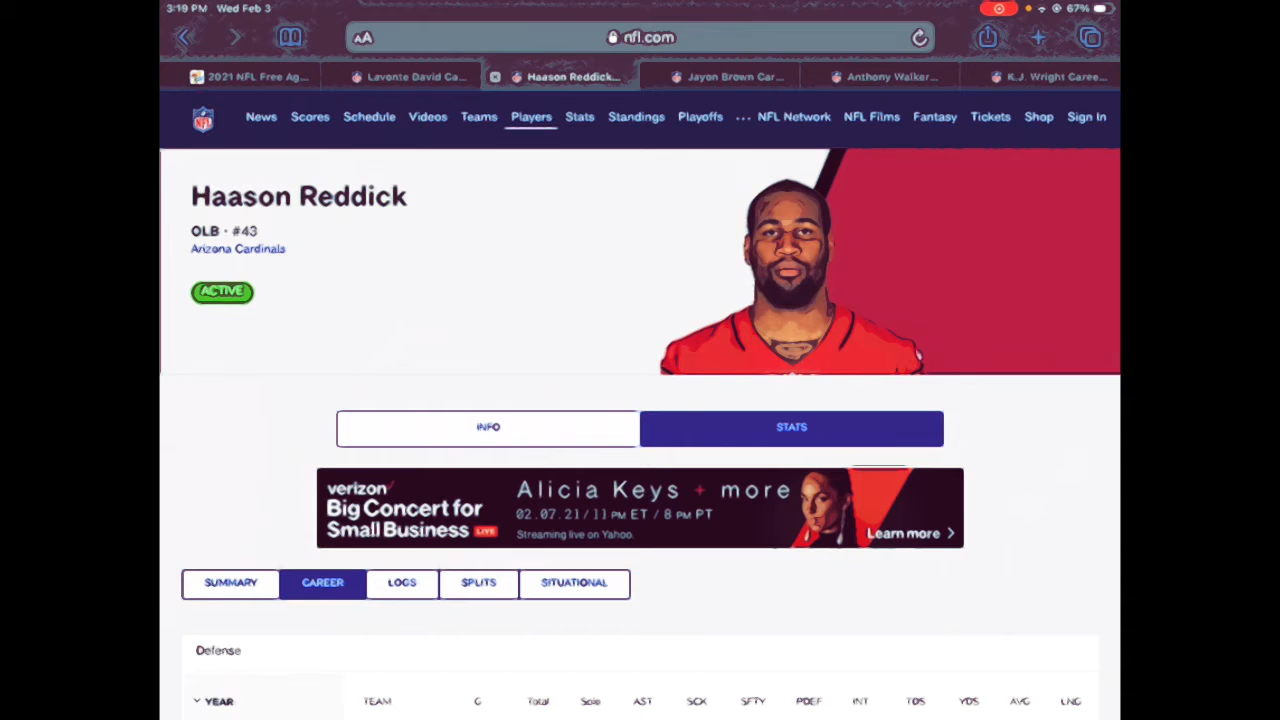 3:19 PM Wed Feb 3 67%
AA nfl.com
2021 NFL Free Ag... Lavonte David Ca... Haason Reddick... Jayon Brown Car... Anthony Walker... K.J. Wright Caree...
NFL News Scores Schedule Videos Teams Players Stats Standings Playoffs ... NFL Network NFL Films Fantasy Tickets Shop Sign In
Haason Reddick
OLB · #43
Arizona Cardinals
ACTIVE
INFO STATS
verizon✓
Big Concert for
Small Business LIVE
Alicia Keys + more
02.07.21/11 PM ET / 8 PM PT
Streaming live on Yahoo.
Learn more >
SUMMARY CAREER LOGS SPLITS SITUATIONAL
Defense
YEAR TEAM G Total Solo AST SCK SFTY PDEF INT TDS YDS AVG LNG